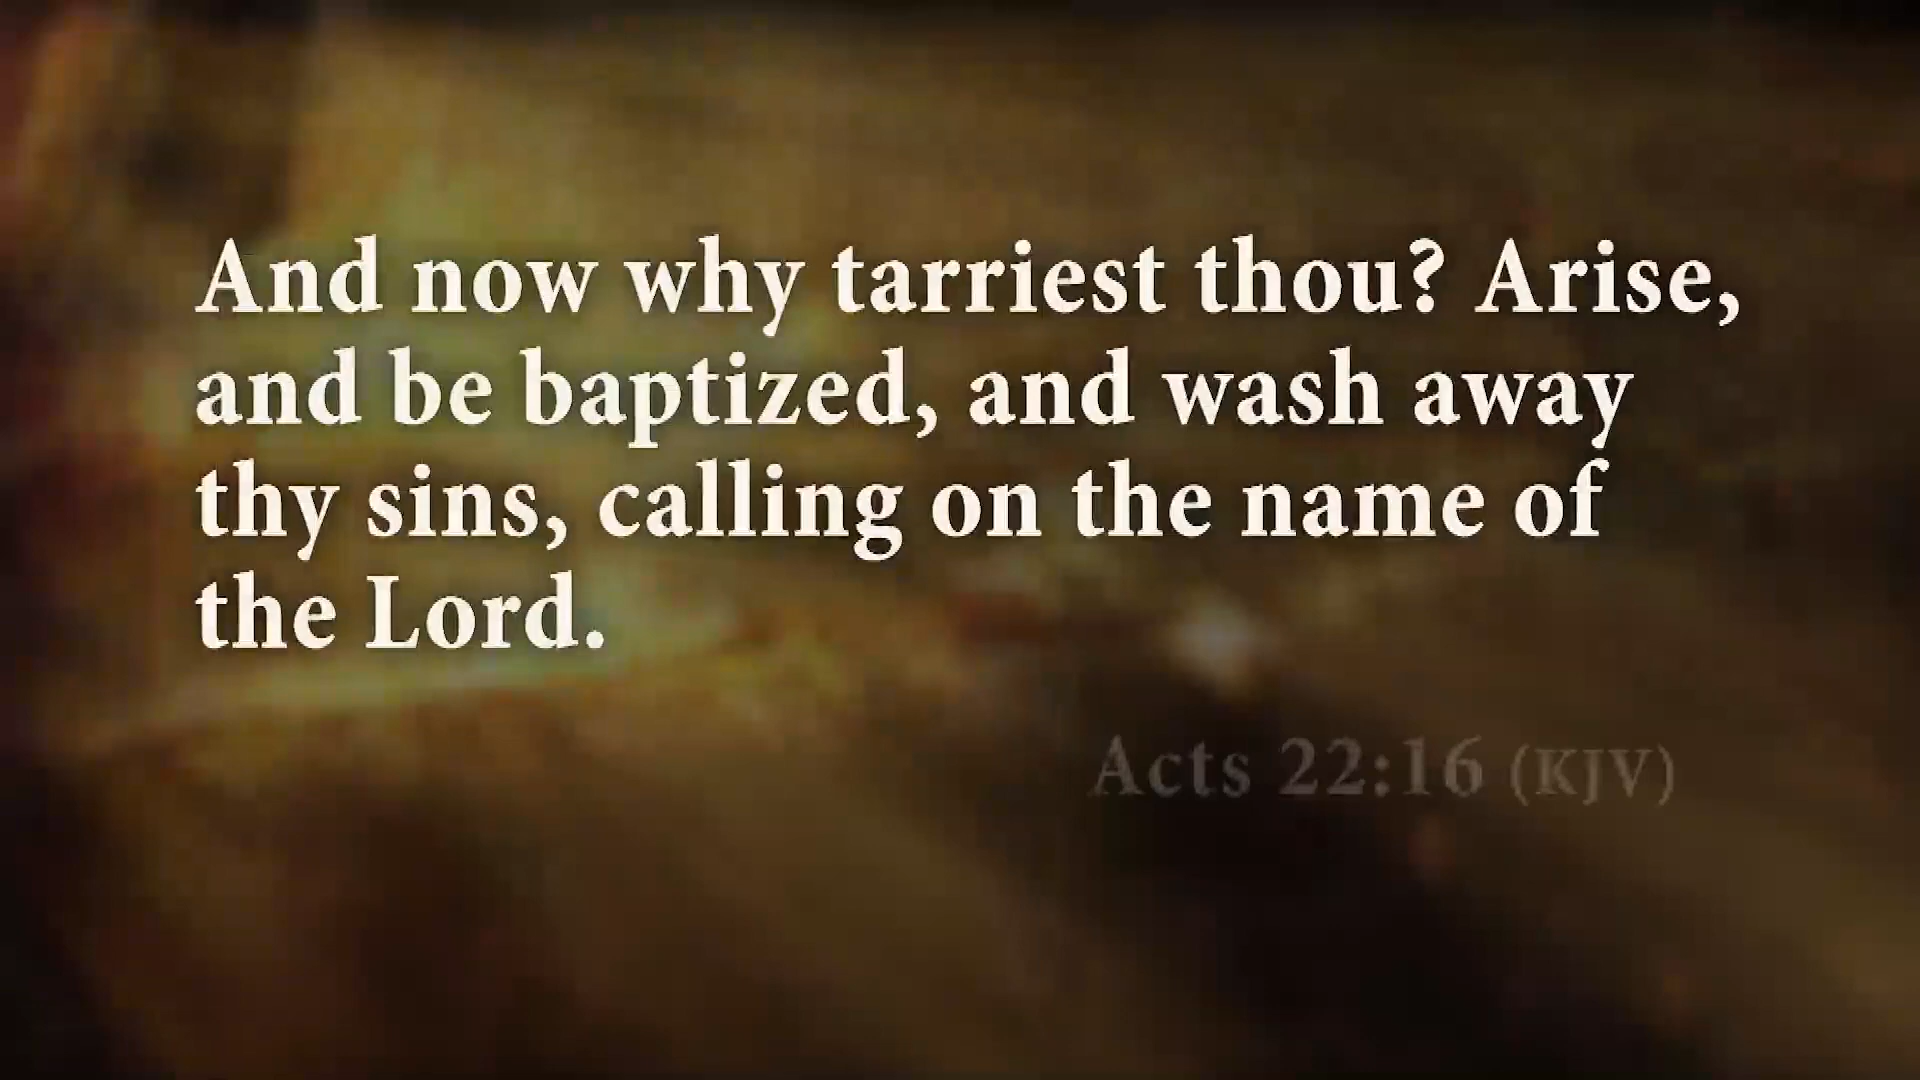 And now why tarriest thou? Arise,
and be baptized, and wash away
thy sins, calling on the name of
the Lord.
Acts 22:16 (KJV)